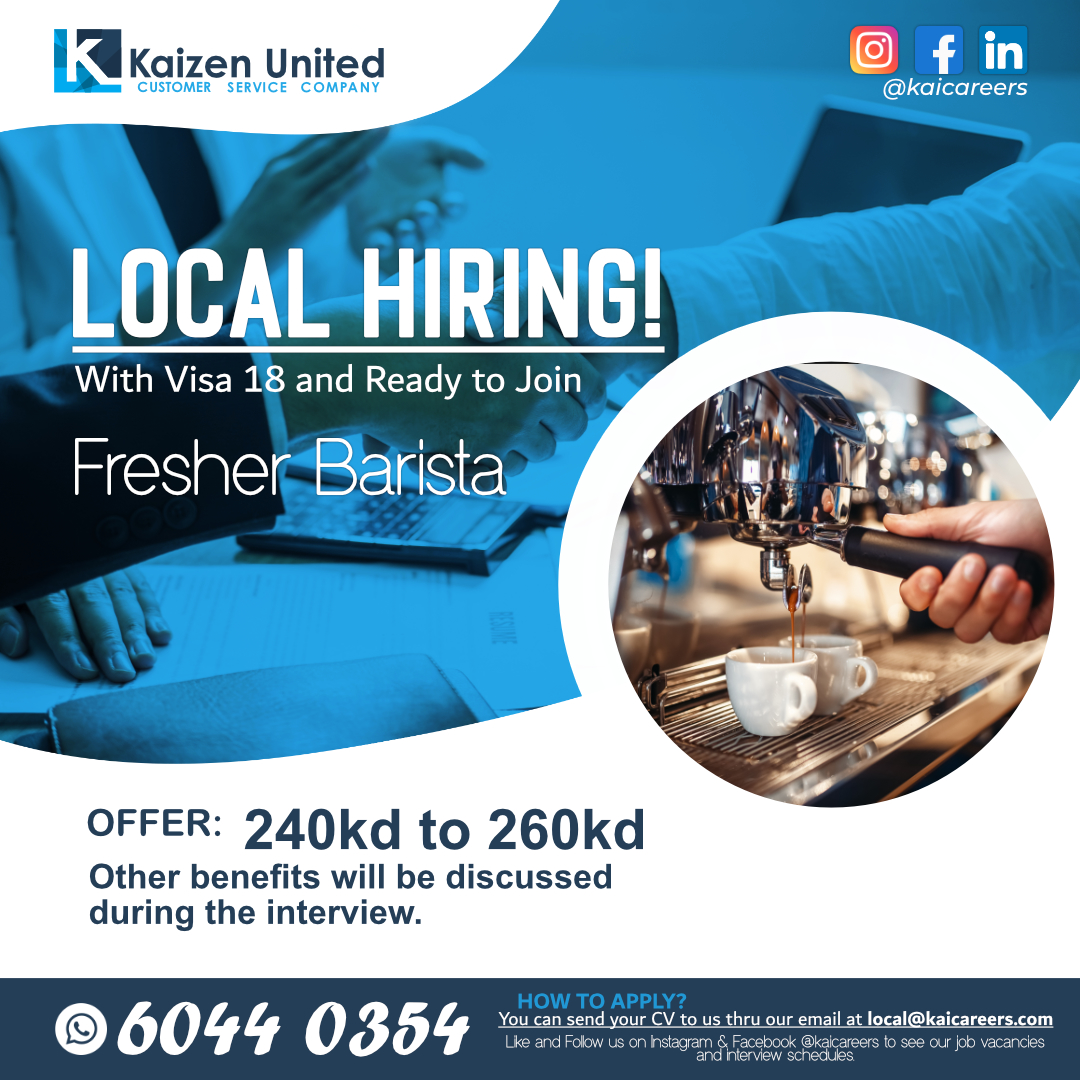 Kaizen United
CUSTOMER SERVICE COMPANY
@kaicareers
LOCAL HIRING!
With Visa 18 and Ready to Join
Fresher Barista
RESUME
OFFER: 240kd to 260kd
Other benefits will be discussed
during the interview.
6044 0354
HOW TO APPLY?
You can send your CV to us thru our email at local@kaicareers.com
Like and Follow us on Instagram & Facebook @kaicareers to see our job vacancies
and interview schedules.